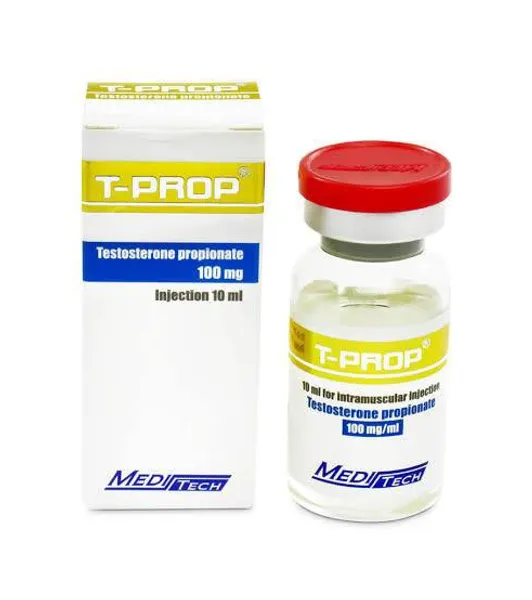 T-PROP®
Testosterone propionate
T-PROP®
Testosterone propionate
100 mg
Injection 10 ml
MEDITECH
T-PROP®
10 ml for intramuscular injection
Testosterone propionate
100 mg/ml
MEDITECH